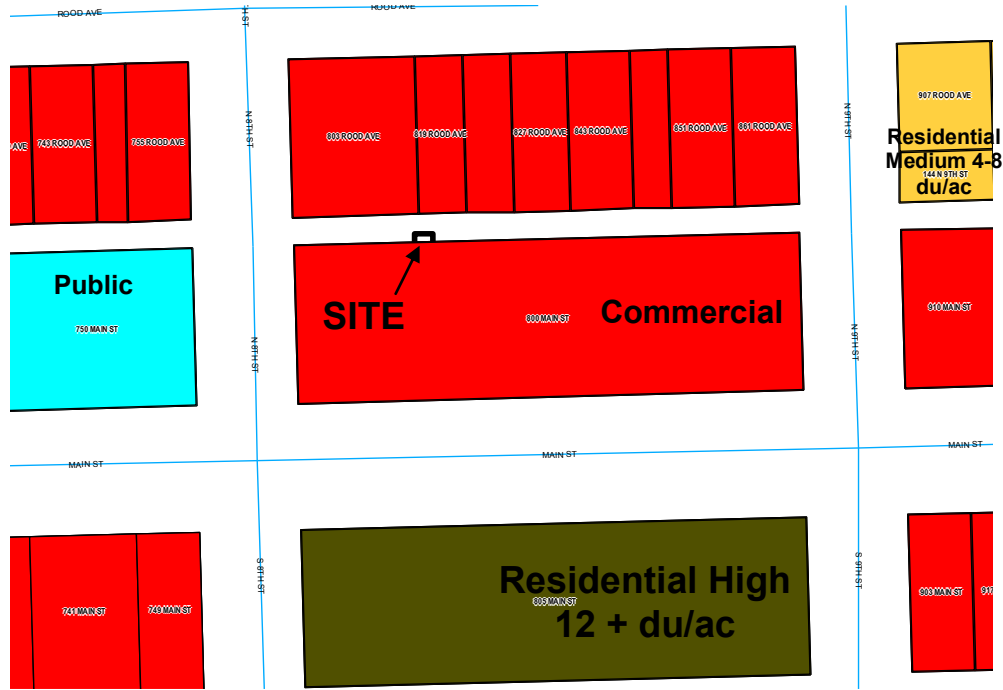 ROOD AVE
ROOD AVE
TH ST
N 8TH ST
N 9TH ST
AVE
743 ROOD AVE
755 ROOD AVE
803 ROOD AVE
819 ROOD AVE
827 ROOD AVE
843 ROOD AVE
851 ROOD AVE
861 ROOD AVE
907 ROOD AVE
Residential
Medium 4-8
144 N 9TH ST
du/ac
Public
750 MAIN ST
SITE
800 MAIN ST
Commercial
910 MAIN ST
N 8TH ST
N 9TH ST
MAIN ST
MAIN ST
MAIN ST
S 8TH ST
S 9TH ST
741 MAIN ST
749 MAIN ST
Residential High
805 MAIN ST
12 + du/ac
903 MAIN ST
917